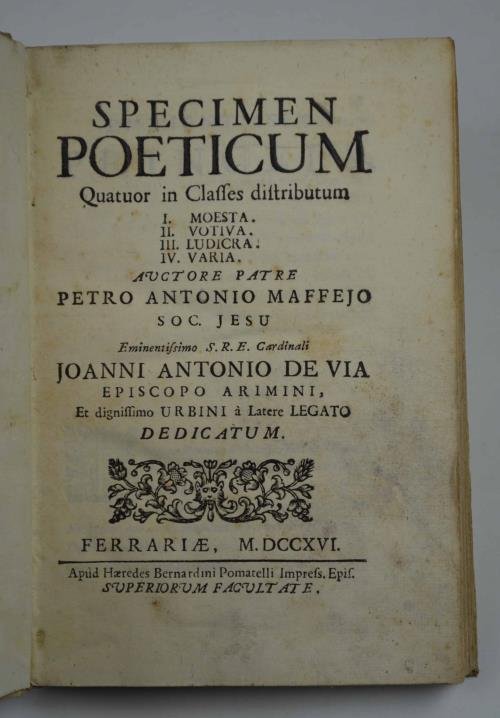 SPECIMEN
POETICUM
Quatuor in Claſſes diſtributum
I. MOESTA.
II. VOTIVA.
III. LUDICRA.
IV. VARIA.
AVCTORE PATRE
PETRO ANTONIO MAFFEJO
SOC. JESU
Eminentiſſimo S. R. E. Cardinali
JOANNI ANTONIO DE VIA
EPISCOPO ARIMINI,
Et digniſſimo URBINI à Latere LEGATO
DEDICATUM.
FERRARIÆ, M. DCCXVI.
Apud Hæredes Bernardini Pomatelli Impreſſ. Epiſ.
SUPERIORUM FACULTATE.